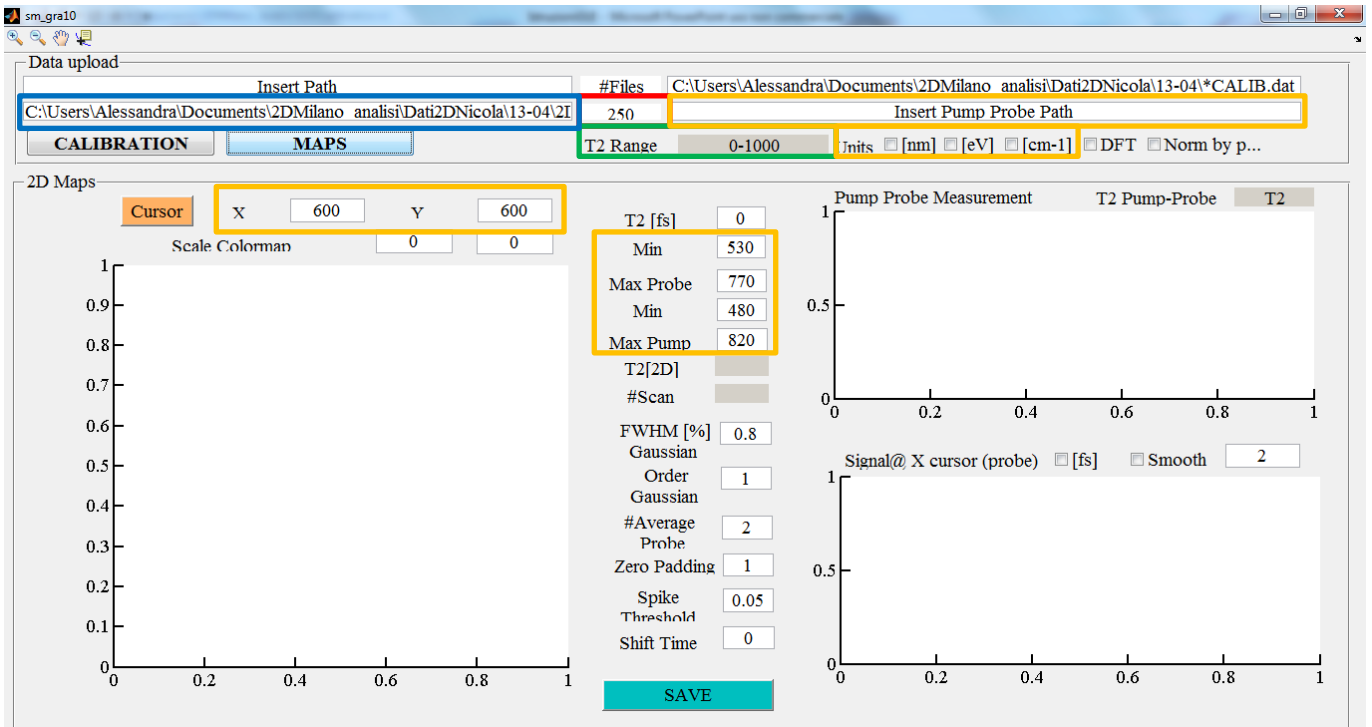 sm_gra10
Data upload
Insert Path #Files C:\Users\Alessandra\Documents\2DMilano_analisi\Dati2DNicola\13-04\*CALIB.dat
C:\Users\Alessandra\Documents\2DMilano_analisi\Dati2DNicola\13-04\2I 250 Insert Pump Probe Path
CALIBRATION MAPS T2 Range 0-1000 Units [nm] [eV] [cm-1] DFT Norm by p...
2D Maps
Cursor X 600 Y 600
Scale Colormap 0 0
1
0.9
0.8
0.7
0.6
0.5
0.4
0.3
0.2
0.1
0
0 0.2 0.4 0.6 0.8 1
T2 [fs] 0
Min 530
Max Probe 770
Min 480
Max Pump 820
T2[2D]
#Scan
FWHM [%] 0.8
Gaussian
Order 1
Gaussian
#Average 2
Probe
Zero Padding 1
Spike 0.05
Threshold
Shift Time 0
SAVE
Pump Probe Measurement T2 Pump-Probe T2
1
0.5
0
0 0.2 0.4 0.6 0.8 1
Signal@ X cursor (probe) [fs] Smooth 2
1
0.5
0
0 0.2 0.4 0.6 0.8 1